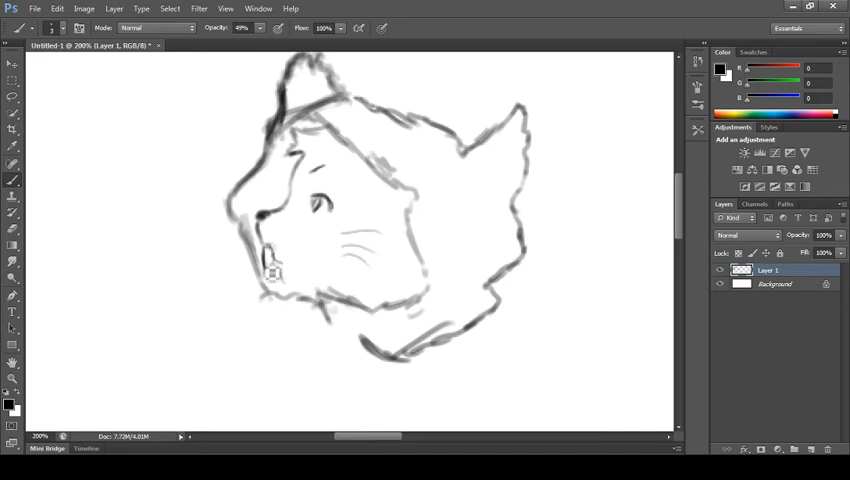 Ps File Edit Image Layer Type Select Filter View Window Help
3 Mode: Normal Opacity: 49% Flow: 100% Essentials
Untitled-1 @ 200% (Layer 1, RGB/8) * ×
Color Swatches
R 0
G 0
B 0
Adjustments Styles
Add an adjustment
Layers Channels Paths
Kind
Normal Opacity: 100%
Lock: Fill: 100%
Layer 1
Background
T
200% Doc: 7.72M/4.01M
Mini Bridge Timeline
fx